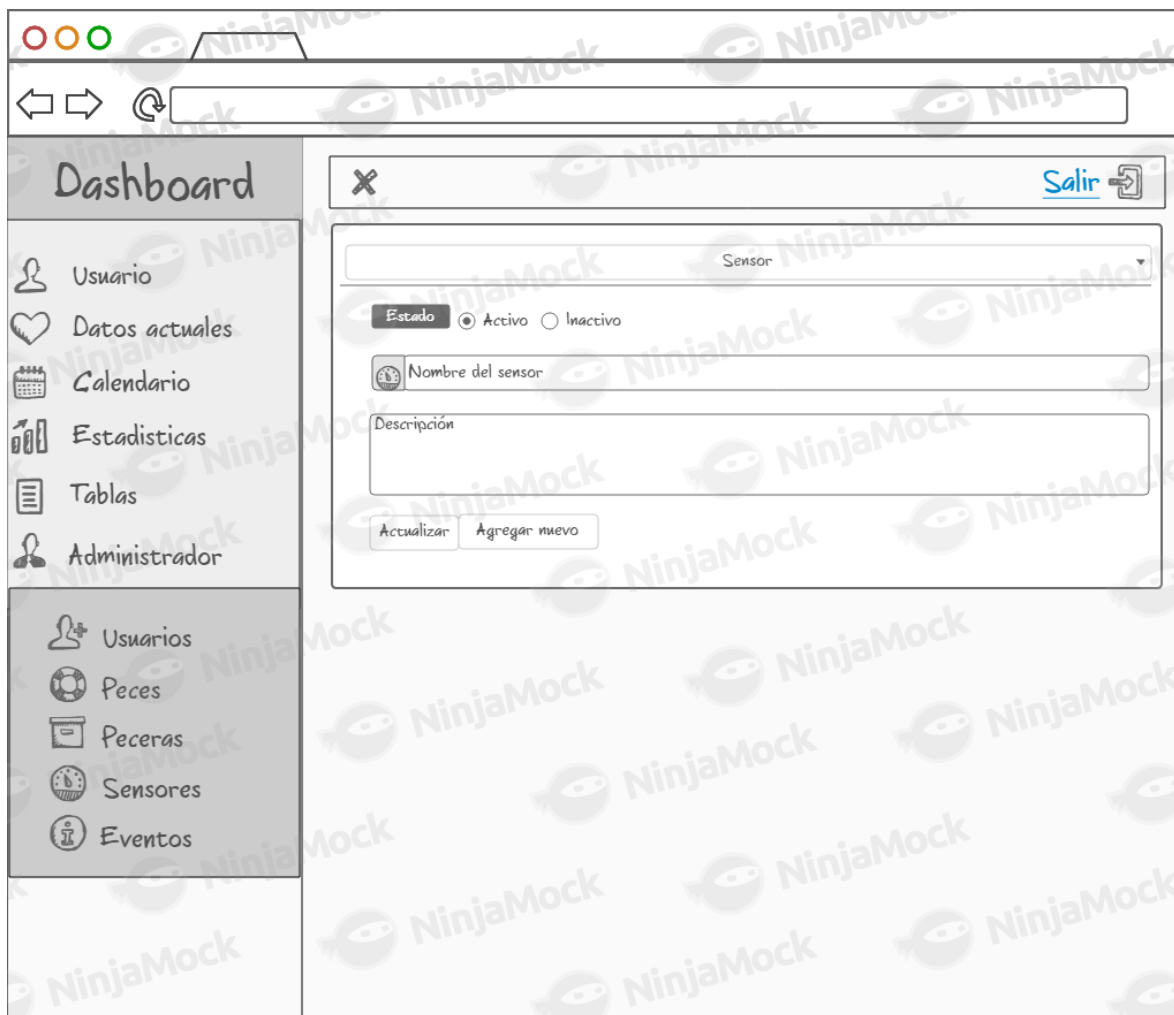 Dashboard
Salir
Usuario
Datos actuales
Calendario
Estadisticas
Tablas
Administrador
Usuarios
Peces
Peceras
Sensores
Eventos
Sensor
Estado Activo Inactivo
Nombre del sensor
Descripción
Actualizar Agregar nuevo
NinjaMock